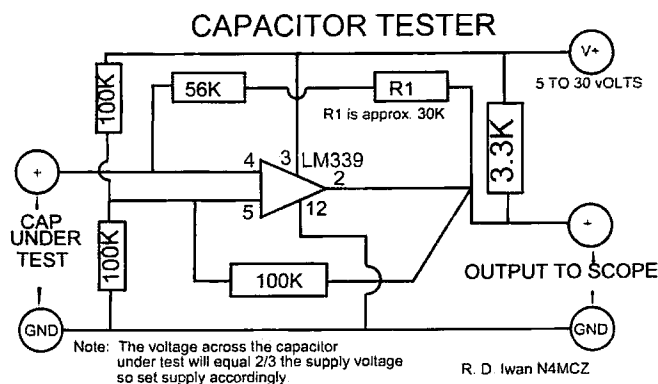 CAPACITOR TESTER
V+
5 TO 30 vOLTS
100K
56K
R1
R1 is approx. 30K
3.3K
4
3
LM339
2
+
5
12
CAP
UNDER
TEST
100K
100K
+
OUTPUT TO SCOPE
GND
GND
Note: The voltage across the capacitor
under test will equal 2/3 the supply voltage
so set supply accordingly.
R. D. Iwan N4MCZ